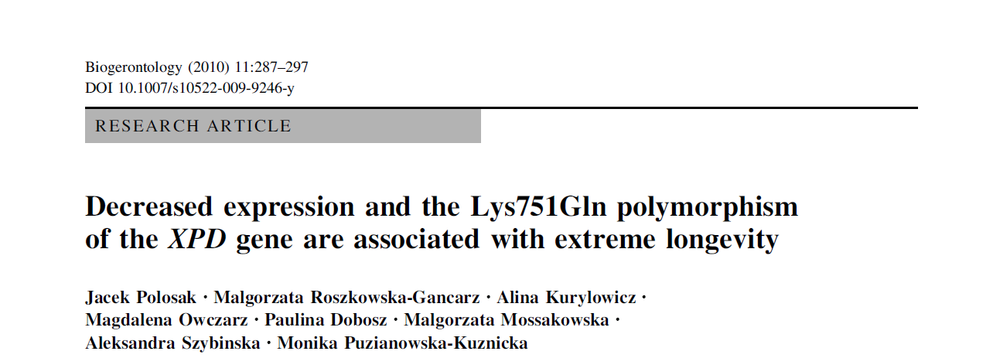 Biogerontology (2010) 11:287–297
DOI 10.1007/s10522-009-9246-y
RESEARCH ARTICLE
Decreased expression and the Lys751Gln polymorphism
of the XPD gene are associated with extreme longevity
Jacek Polosak · Malgorzata Roszkowska-Gancarz · Alina Kurylowicz ·
Magdalena Owczarz · Paulina Dobosz · Malgorzata Mossakowska ·
Aleksandra Szybinska · Monika Puzianowska-Kuznicka